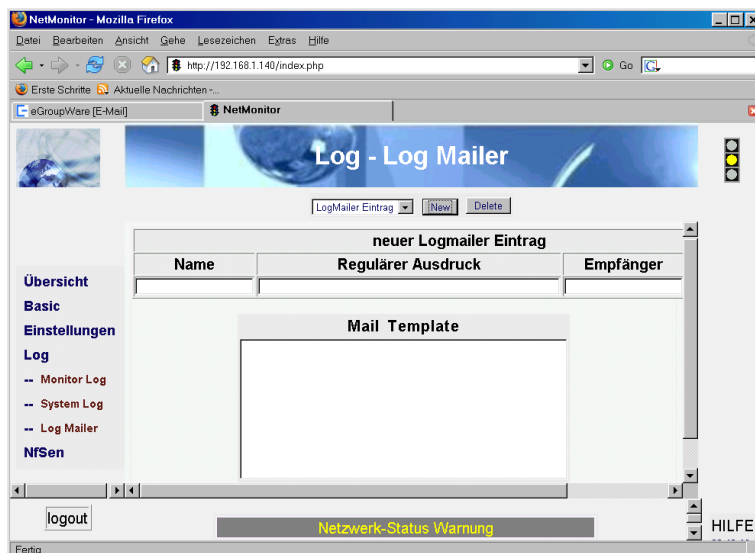 NetMonitor - Mozilla Firefox
Datei Bearbeiten Ansicht Gehe Lesezeichen Extras Hilfe
http://192.168.1.140/index.php Go
Erste Schritte Aktuelle Nachrichten -...
eGroupWare [E-Mail] NetMonitor
Log - Log Mailer
LogMailer Eintrag New Delete
neuer Logmailer Eintrag
Name Regulärer Ausdruck Empfänger
Mail Template
Übersicht
Basic
Einstellungen
Log
-- Monitor Log
-- System Log
-- Log Mailer
NfSen
logout
Netzwerk-Status Warnung
HILFE
Fertig